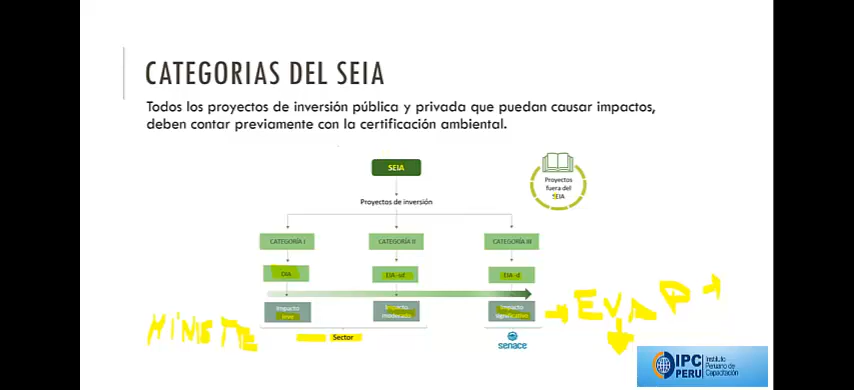 CATEGORIAS DEL SEIA
Todos los proyectos de inversión pública y privada que puedan causar impactos,
deben contar previamente con la certificación ambiental.
SEIA
Proyectos
fuera del
SEIA
Proyectos de inversión
CATEGORÍA I CATEGORÍA II CATEGORÍA III
DIA EIA-sd EIA-d
Impacto leve
Impacto moderado
Impacto significativo
EVAP
Sector
senace
IPC PERU
Instituto
Peruano de
Capacitación